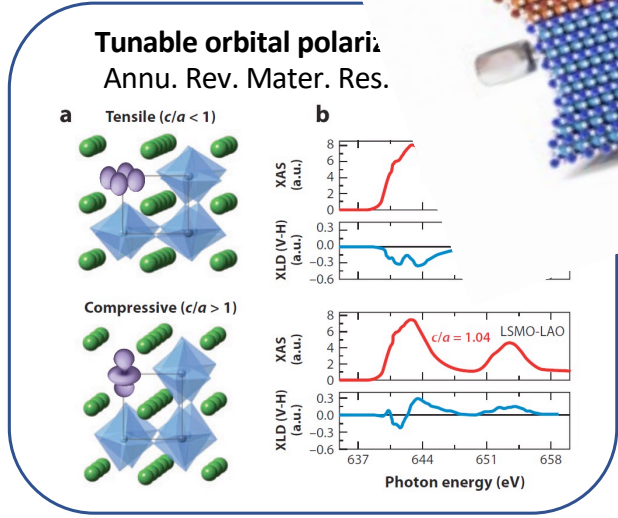 Tunable orbital
Annu. Rev. Mater. Res.
a
Tensile (c/a < 1)
b
XAS
(a.u.)
8
6
4
2
0
XLD (V-H)
(a.u.)
0.3
0.0
–0.3
–0.6
Compressive (c/a > 1)
XAS
(a.u.)
8
6
4
2
0
c/a = 1.04
LSMO-LAO
XLD (V-H)
(a.u.)
0.3
0.0
–0.3
–0.6
637 644 651 658
Photon energy (eV)